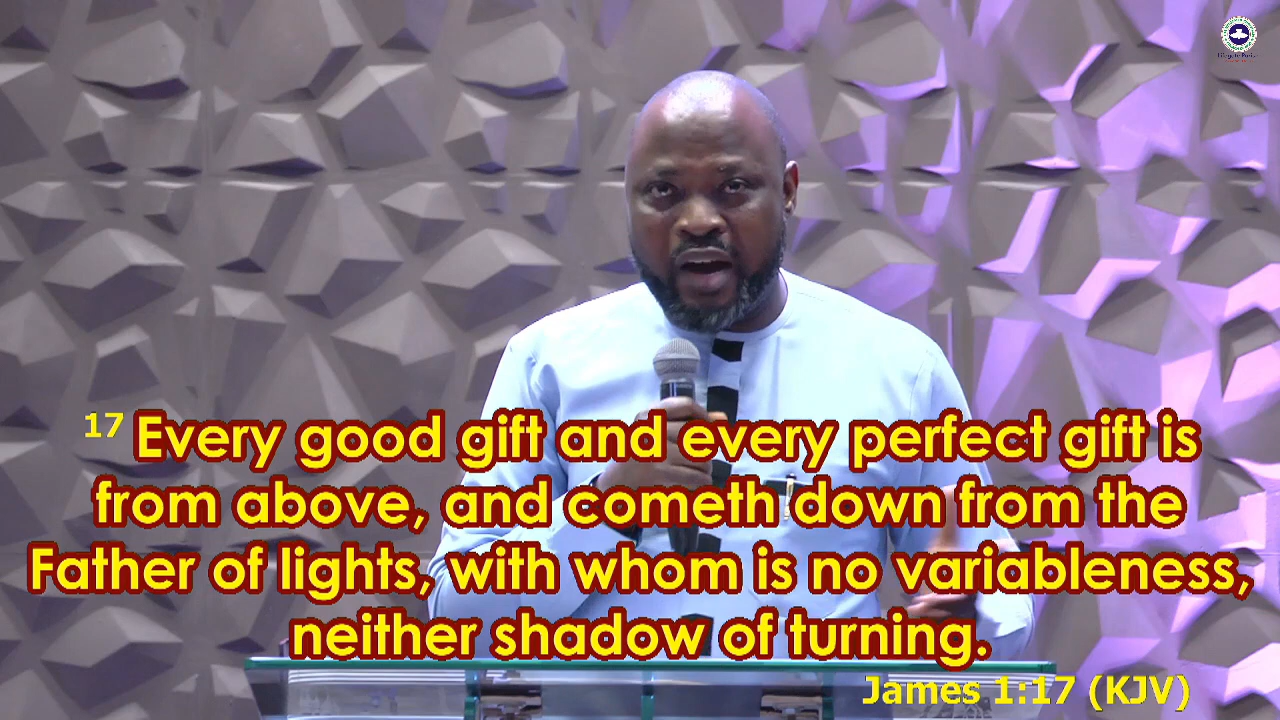 17 Every good gift and every perfect gift is
from above, and cometh down from the
Father of lights, with whom is no variableness,
neither shadow of turning.
James 1:17 (KJV)